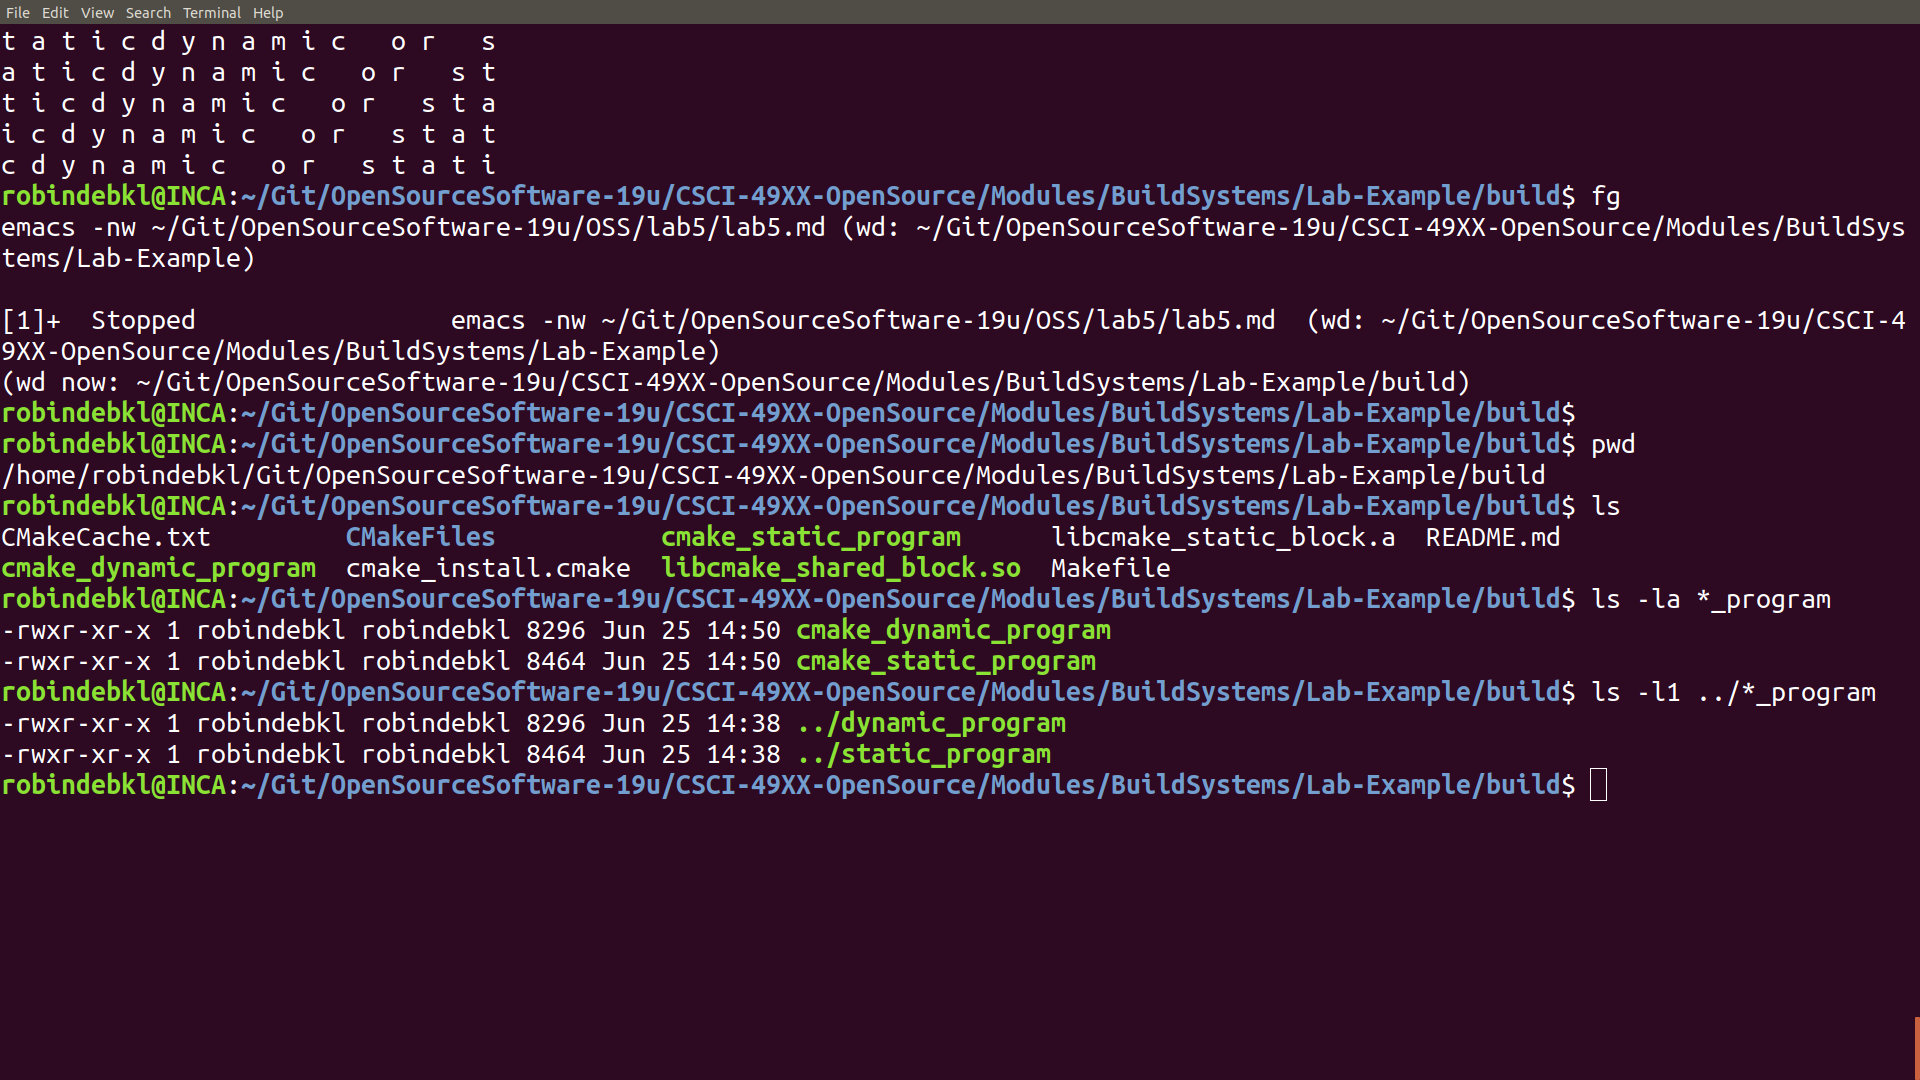 File Edit View Search Terminal Help
t a t i c d y n a m i c   o r   s
a t i c d y n a m i c   o r   s t
t i c d y n a m i c   o r   s t a
i c d y n a m i c   o r   s t a t
c d y n a m i c   o r   s t a t i
robindebkl@INCA:~/Git/OpenSourceSoftware-19u/CSCI-49XX-OpenSource/Modules/BuildSystems/Lab-Example/build$ fg
emacs -nw ~/Git/OpenSourceSoftware-19u/OSS/lab5/lab5.md (wd: ~/Git/OpenSourceSoftware-19u/CSCI-49XX-OpenSource/Modules/BuildSys
tems/Lab-Example)
[1]+  Stopped                 emacs -nw ~/Git/OpenSourceSoftware-19u/OSS/lab5/lab5.md  (wd: ~/Git/OpenSourceSoftware-19u/CSCI-4
9XX-OpenSource/Modules/BuildSystems/Lab-Example)
(wd now: ~/Git/OpenSourceSoftware-19u/CSCI-49XX-OpenSource/Modules/BuildSystems/Lab-Example/build)
robindebkl@INCA:~/Git/OpenSourceSoftware-19u/CSCI-49XX-OpenSource/Modules/BuildSystems/Lab-Example/build$
robindebkl@INCA:~/Git/OpenSourceSoftware-19u/CSCI-49XX-OpenSource/Modules/BuildSystems/Lab-Example/build$ pwd
/home/robindebkl/Git/OpenSourceSoftware-19u/CSCI-49XX-OpenSource/Modules/BuildSystems/Lab-Example/build
robindebkl@INCA:~/Git/OpenSourceSoftware-19u/CSCI-49XX-OpenSource/Modules/BuildSystems/Lab-Example/build$ ls
CMakeCache.txt         CMakeFiles           cmake_static_program      libcmake_static_block.a  README.md
cmake_dynamic_program  cmake_install.cmake  libcmake_shared_block.so  Makefile
robindebkl@INCA:~/Git/OpenSourceSoftware-19u/CSCI-49XX-OpenSource/Modules/BuildSystems/Lab-Example/build$ ls -la *_program
-rwxr-xr-x 1 robindebkl robindebkl 8296 Jun 25 14:50 cmake_dynamic_program
-rwxr-xr-x 1 robindebkl robindebkl 8464 Jun 25 14:50 cmake_static_program
robindebkl@INCA:~/Git/OpenSourceSoftware-19u/CSCI-49XX-OpenSource/Modules/BuildSystems/Lab-Example/build$ ls -l1 ../*_program
-rwxr-xr-x 1 robindebkl robindebkl 8296 Jun 25 14:38 ../dynamic_program
-rwxr-xr-x 1 robindebkl robindebkl 8464 Jun 25 14:38 ../static_program
robindebkl@INCA:~/Git/OpenSourceSoftware-19u/CSCI-49XX-OpenSource/Modules/BuildSystems/Lab-Example/build$